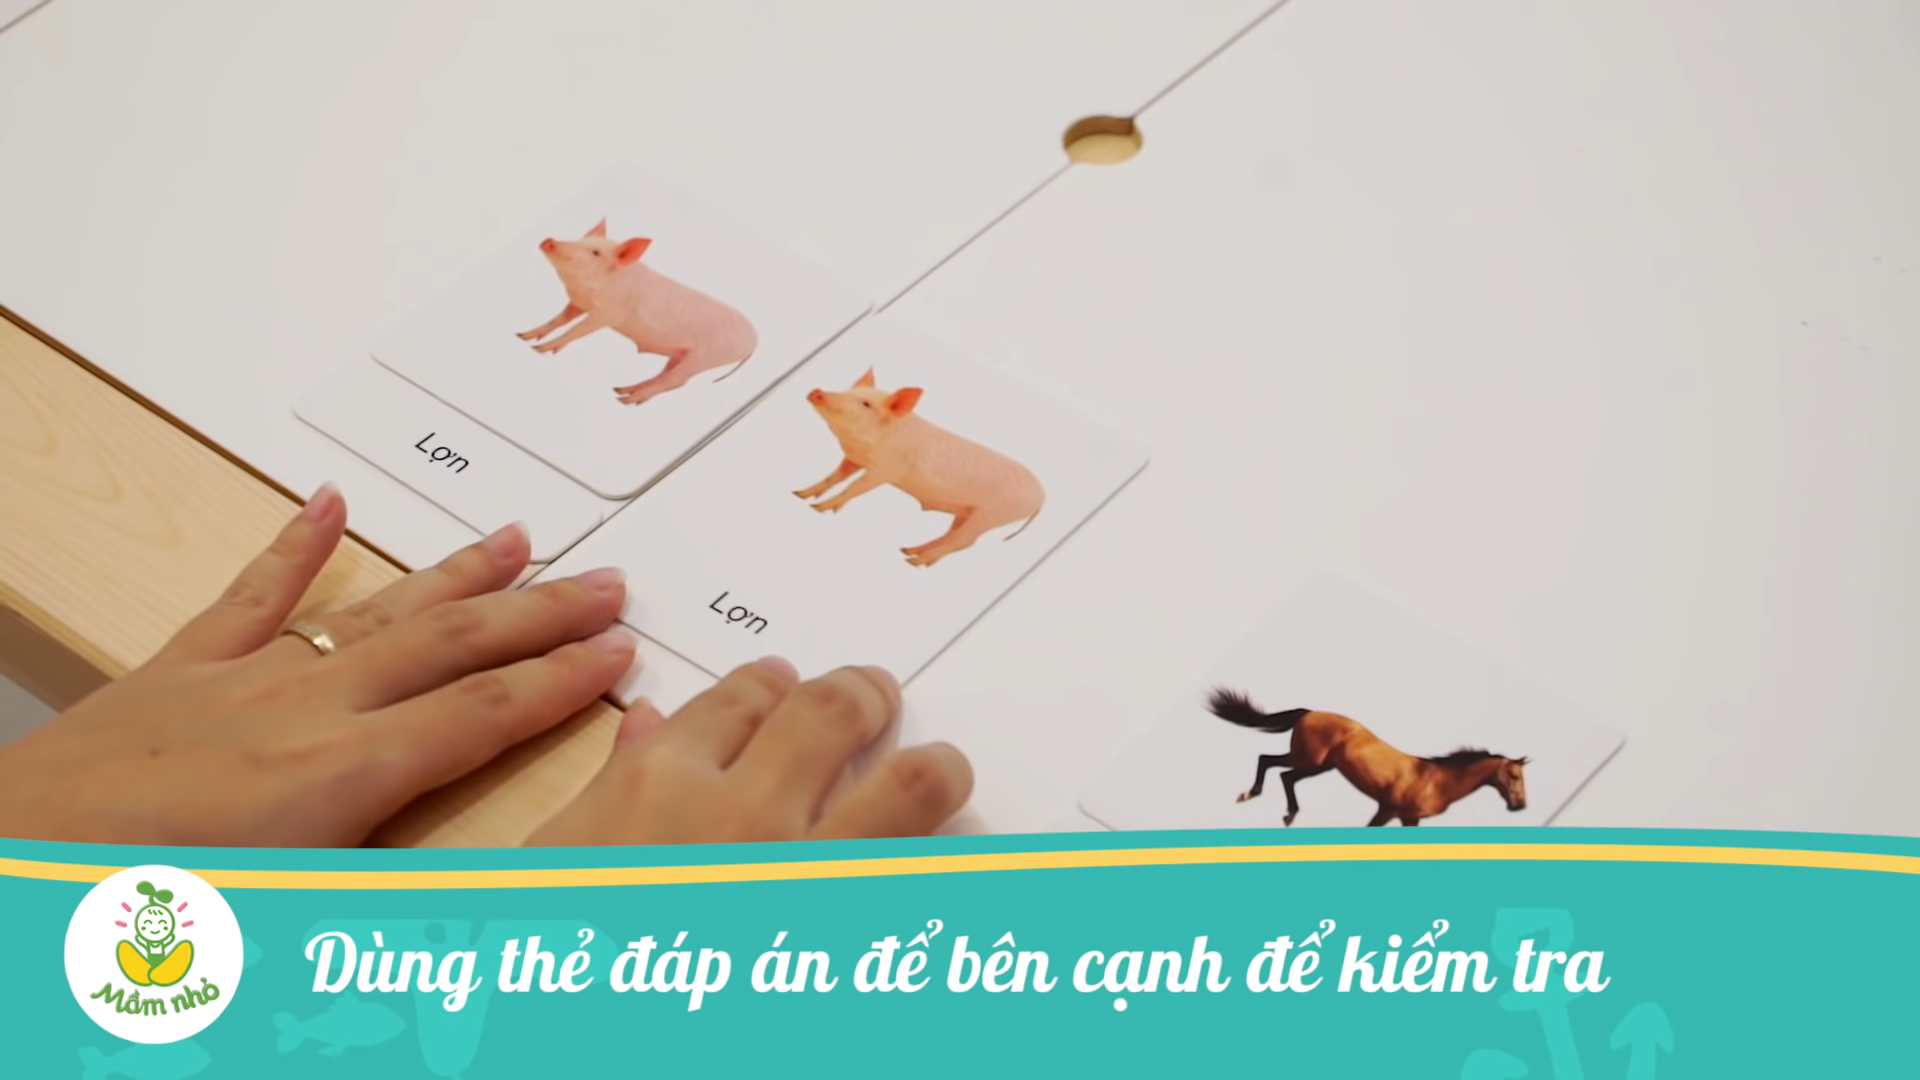 Lợn
Lợn
Mầm nhỏ
Dùng thẻ đáp án để bên cạnh để kiểm tra